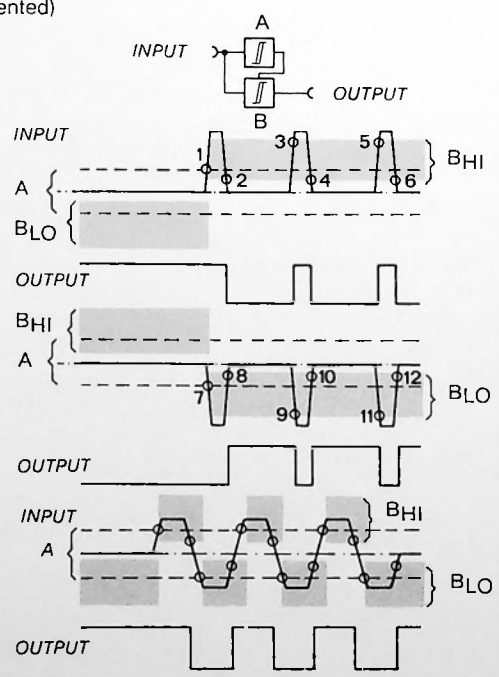 ented)
A
INPUT
OUTPUT
B
INPUT
1 2 3 4 5 6
BHI
A
BLO
OUTPUT
BHI
A
7 8 9 10 11 12
BLO
OUTPUT
INPUT
BHI
A
BLO
OUTPUT